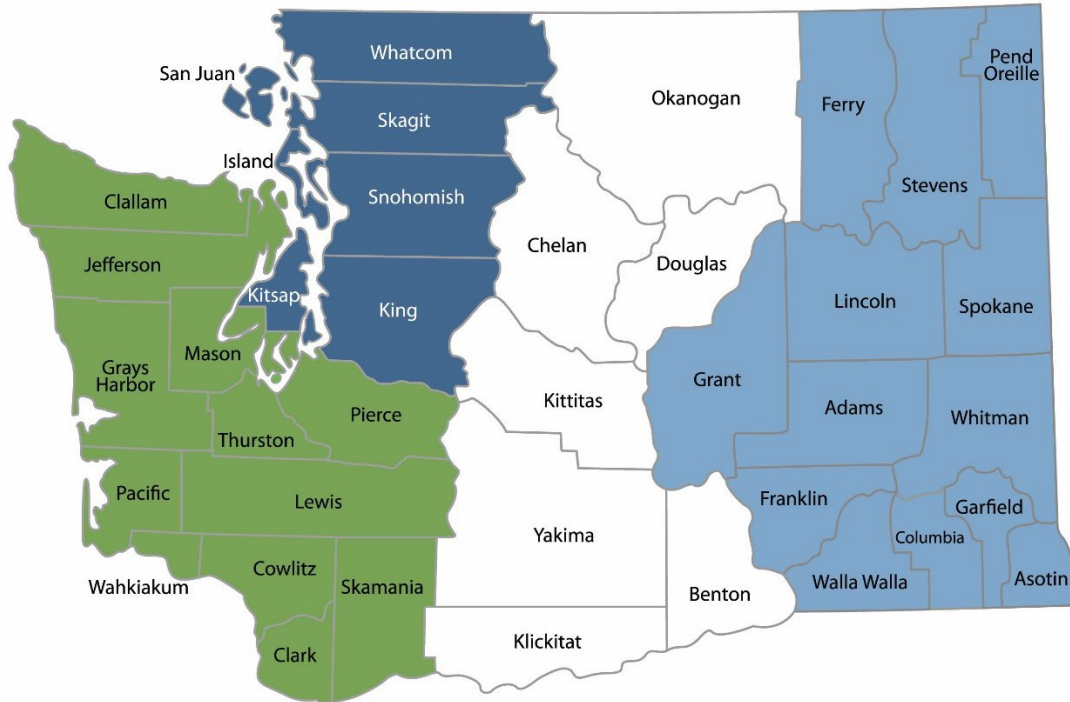 Whatcom
San Juan
Skagit
Island
Snohomish
King
Kitsap
Clallam
Jefferson
Grays
Harbor
Mason
Thurston
Pierce
Pacific
Lewis
Wahkiakum
Cowlitz
Skamania
Clark
Okanogan
Chelan
Douglas
Kittitas
Yakima
Klickitat
Benton
Ferry
Stevens
Pend
Oreille
Lincoln
Spokane
Grant
Adams
Whitman
Franklin
Walla Walla
Columbia
Garfield
Asotin